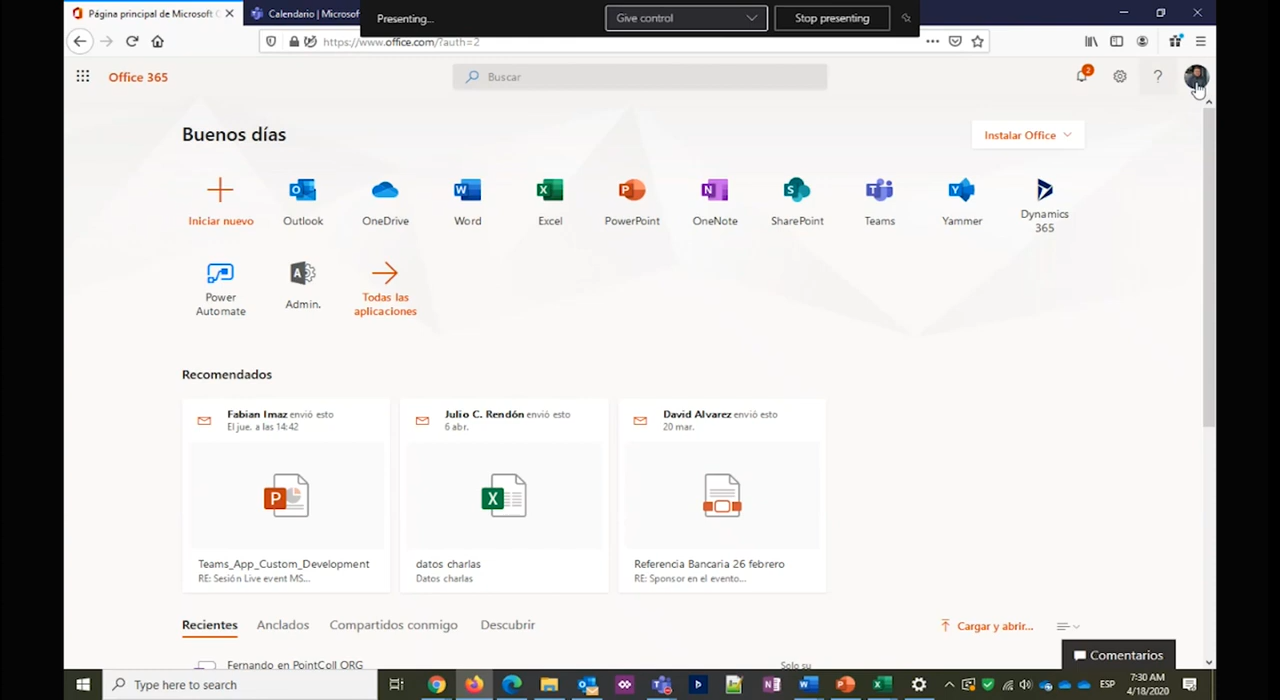 Página principal de Microsoft O
Calendario | Microsof
Presenting...
Give control
Stop presenting
https://www.office.com/?auth=2
Office 365
Buscar
2
?
Buenos días
Instalar Office
Iniciar nuevo
Outlook
OneDrive
Word
Excel
PowerPoint
OneNote
SharePoint
Teams
Yammer
Dynamics
365
Power
Automate
Admin.
Todas las
aplicaciones
Recomendados
Fabian Imaz envió esto
El jue. a las 14:42
Teams_App_Custom_Development
RE: Sesión Live event MS...
Julio C. Rendón envió esto
6 abr.
datos charlas
Datos charlas
David Alvarez envió esto
20 mar.
Referencia Bancaria 26 febrero
RE: Sponsor en el evento...
Recientes
Anclados
Compartidos conmigo
Descubrir
Cargar y abrir...
Fernando en PointColl ORG
Solo su
Comentarios
Type here to search
ESP
7:30 AM
4/18/2020